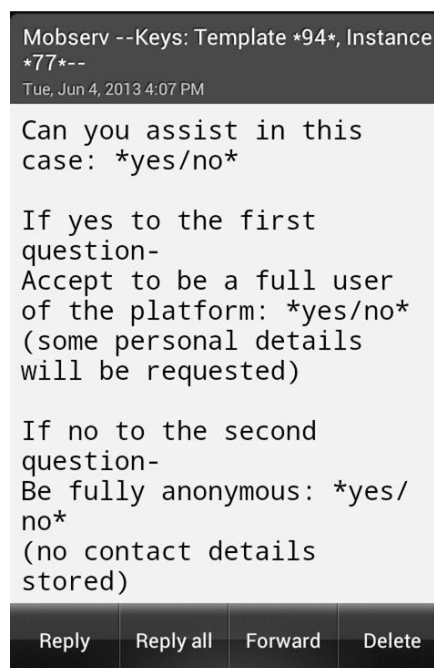 Mobserv --Keys: Template *94*, Instance
*77*--
Tue, Jun 4, 2013 4:07 PM
Can you assist in this
case: *yes/no*
If yes to the first
question-
Accept to be a full user
of the platform: *yes/no*
(some personal details
will be requested)
If no to the second
question-
Be fully anonymous: *yes/
no*
(no contact details
stored)
Reply
Reply all
Forward
Delete